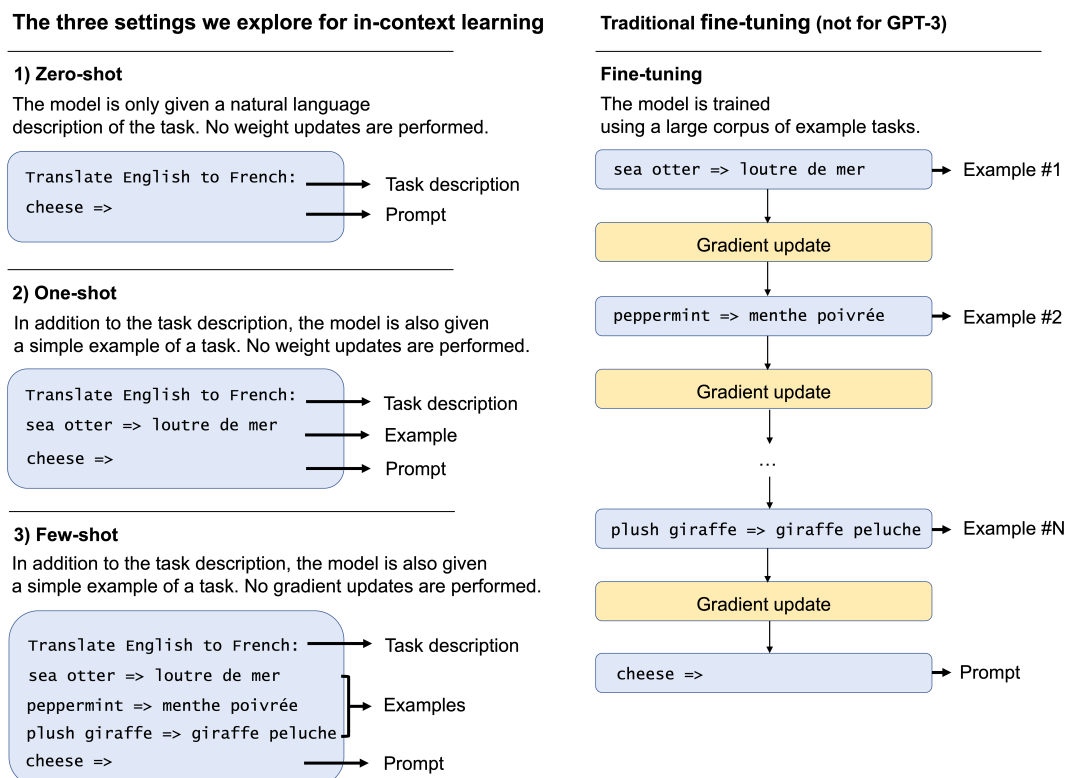 The three settings we explore for in-context learning
1) Zero-shot
The model is only given a natural language
description of the task. No weight updates are performed.
Translate English to French:
Task description
cheese =>
Prompt
2) One-shot
In addition to the task description, the model is also given
a simple example of a task. No weight updates are performed.
Translate English to French:
Task description
sea otter => loutre de mer
Example
cheese =>
Prompt
3) Few-shot
In addition to the task description, the model is also given
a simple example of a task. No gradient updates are performed.
Translate English to French:
Task description
sea otter => loutre de mer
peppermint => menthe poivrée
Examples
plush giraffe => giraffe peluche
cheese =>
Prompt
Traditional fine-tuning (not for GPT-3)
Fine-tuning
The model is trained
using a large corpus of example tasks.
sea otter => loutre de mer
Example #1
Gradient update
peppermint => menthe poivrée
Example #2
Gradient update
...
plush giraffe => giraffe peluche
Example #N
Gradient update
cheese =>
Prompt